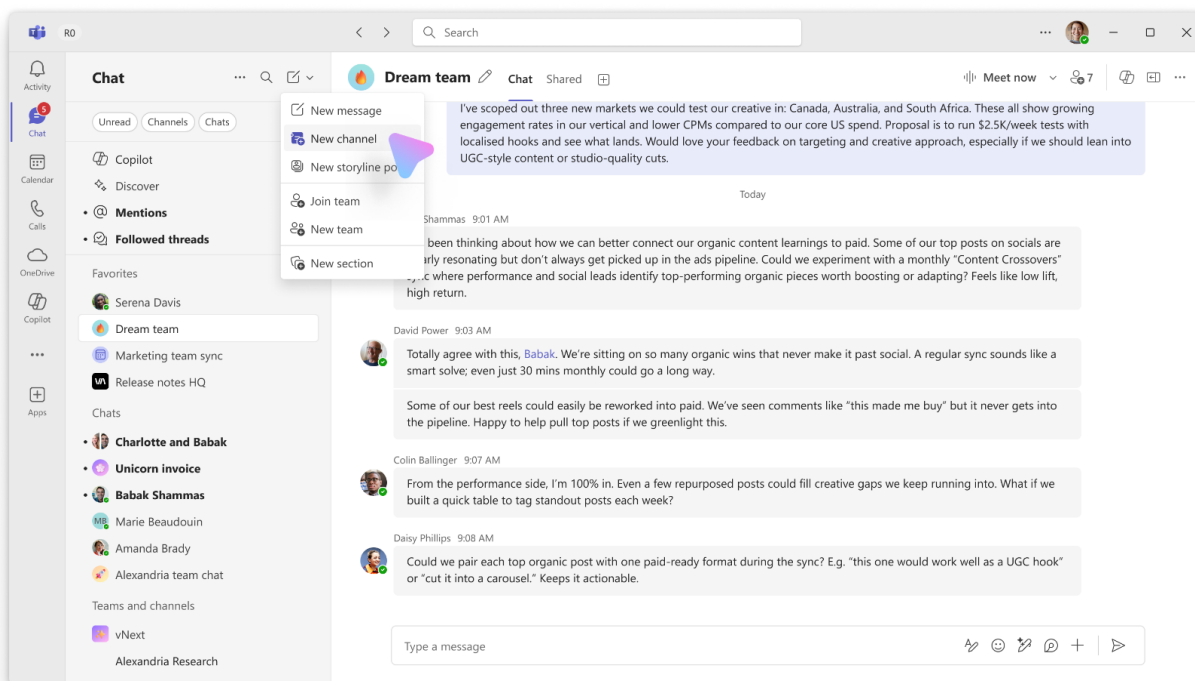 R0
Search
Activity
5
Chat
Calendar
Calls
OneDrive
Copilot
Apps
Chat
Unread
Channels
Chats
Copilot
Discover
Mentions
Followed threads
Favorites
Serena Davis
Dream team
Marketing team sync
Release notes HQ
Chats
Charlotte and Babak
Unicorn invoice
Babak Shammas
MB
Marie Beaudouin
Amanda Brady
Alexandria team chat
Teams and channels
vNext
Alexandria Research
New message
New channel
New storyline po
Join team
New team
New section
Dream team
Chat
Shared
Meet now
7
I've scoped out three new markets we could test our creative in: Canada, Australia, and South Africa. These all show growing
engagement rates in our vertical and lower CPMs compared to our core US spend. Proposal is to run $2.5K/week tests with
localised hooks and see what lands. Would love your feedback on targeting and creative approach, especially if we should lean into
UGC-style content or studio-quality cuts.
Today
Shammas 9:01 AM
been thinking about how we can better connect our organic content learnings to paid. Some of our top posts on socials are
arly resonating but don't always get picked up in the ads pipeline. Could we experiment with a monthly “Content Crossovers”
where performance and social leads identify top-performing organic pieces worth boosting or adapting? Feels like low lift,
high return.
David Power 9:03 AM
Totally agree with this, Babak. We're sitting on so many organic wins that never make it past social. A regular sync sounds like a
smart solve; even just 30 mins monthly could go a long way.
Some of our best reels could easily be reworked into paid. We've seen comments like “this made me buy” but it never gets into
the pipeline. Happy to help pull top posts if we greenlight this.
Colin Ballinger 9:07 AM
From the performance side, I'm 100% in. Even a few repurposed posts could fill creative gaps we keep running into. What if we
built a quick table to tag standout posts each week?
Daisy Phillips 9:08 AM
Could we pair each top organic post with one paid-ready format during the sync? E.g. “this one would work well as a UGC hook”
or “cut it into a carousel.” Keeps it actionable.
Type a message